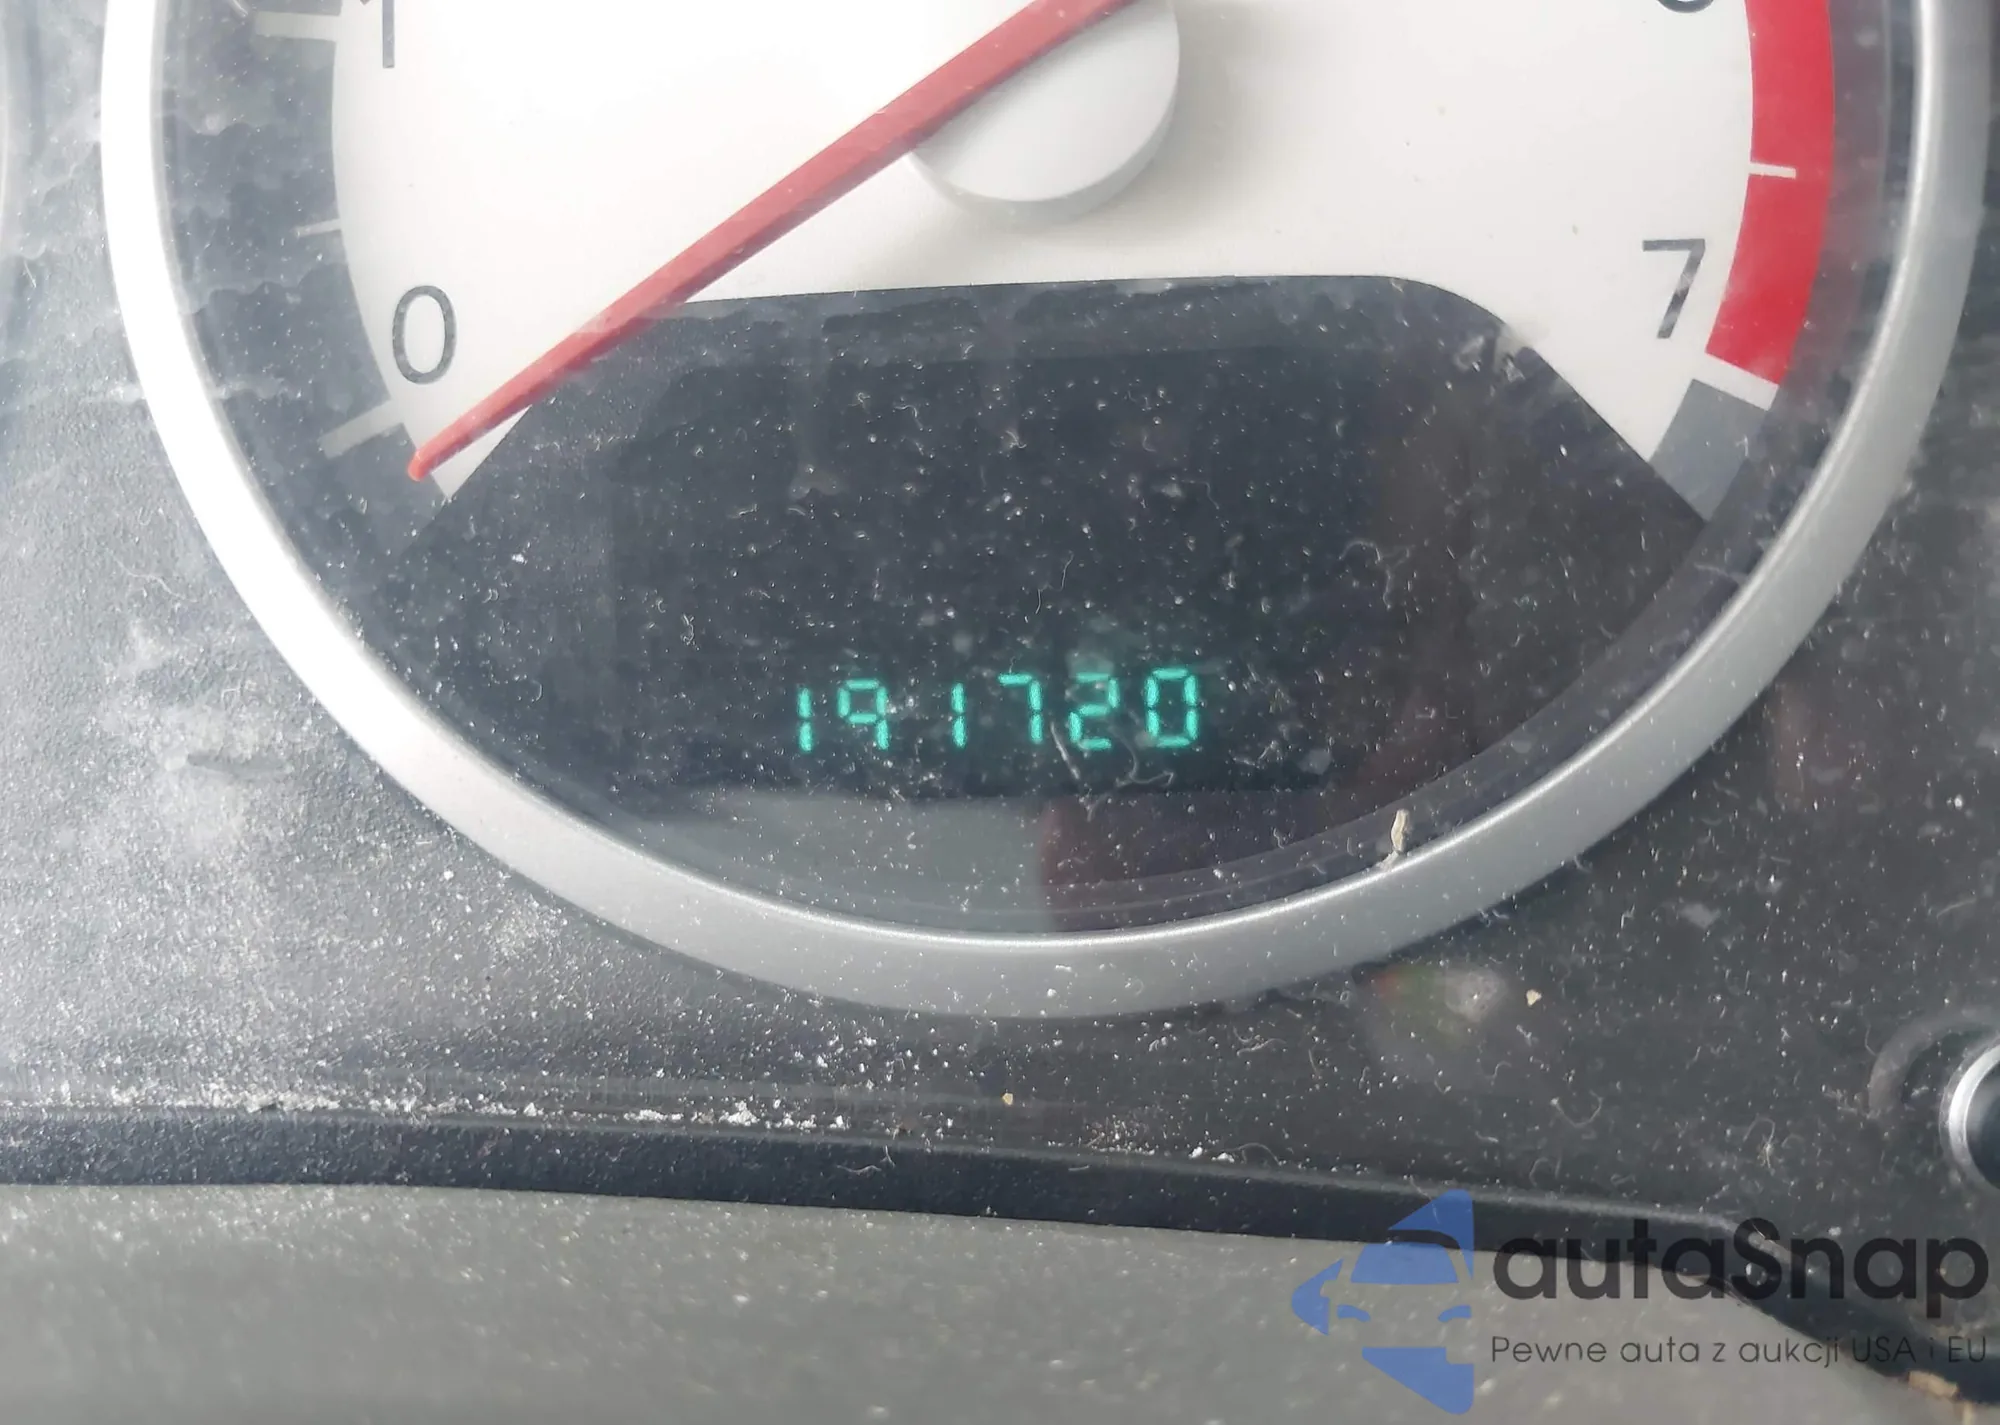 1
0
7
191720
autaSnap
Pewne auta z aukcji USA i EU